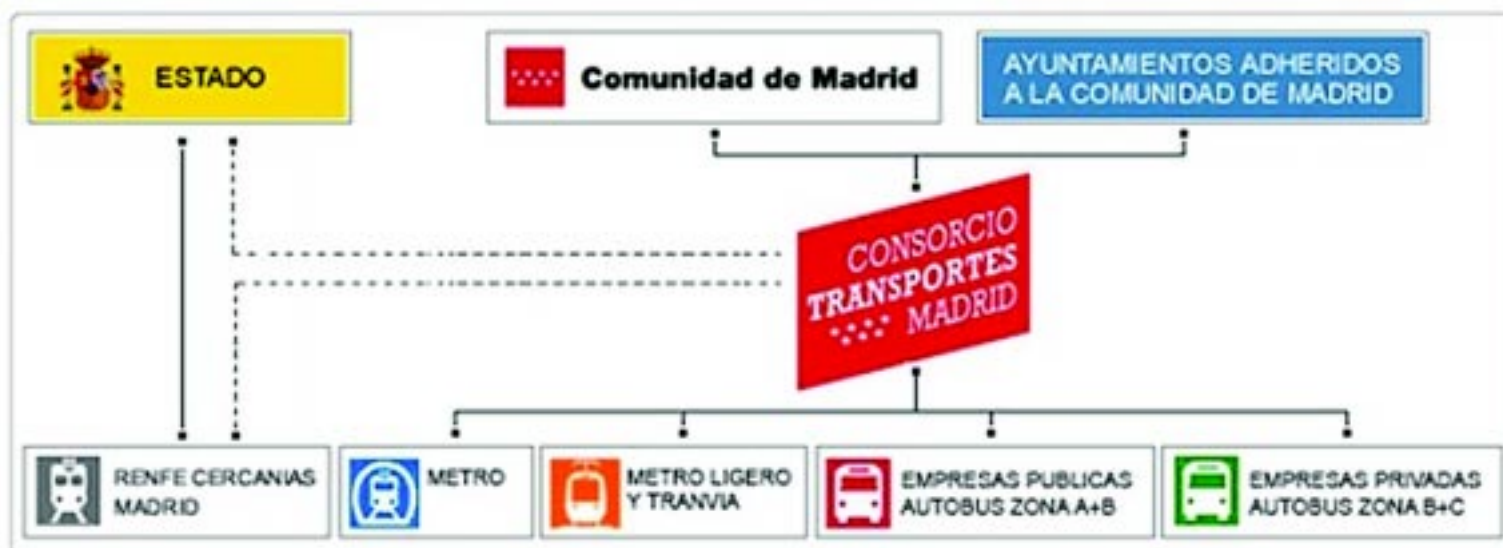 ESTADO
Comunidad de Madrid
AYUNTAMIENTOS ADHERIDOS
A LA COMUNIDAD DE MADRID
CONSORCIO
TRANSPORTES
MADRID
RENFE CERCANIAS
MADRID
METRO
METRO LIGERO
Y TRANVIA
EMPRESAS PUBLICAS
AUTOBUS ZONA A+B
EMPRESAS PRIVADAS
AUTOBUS ZONA B+C